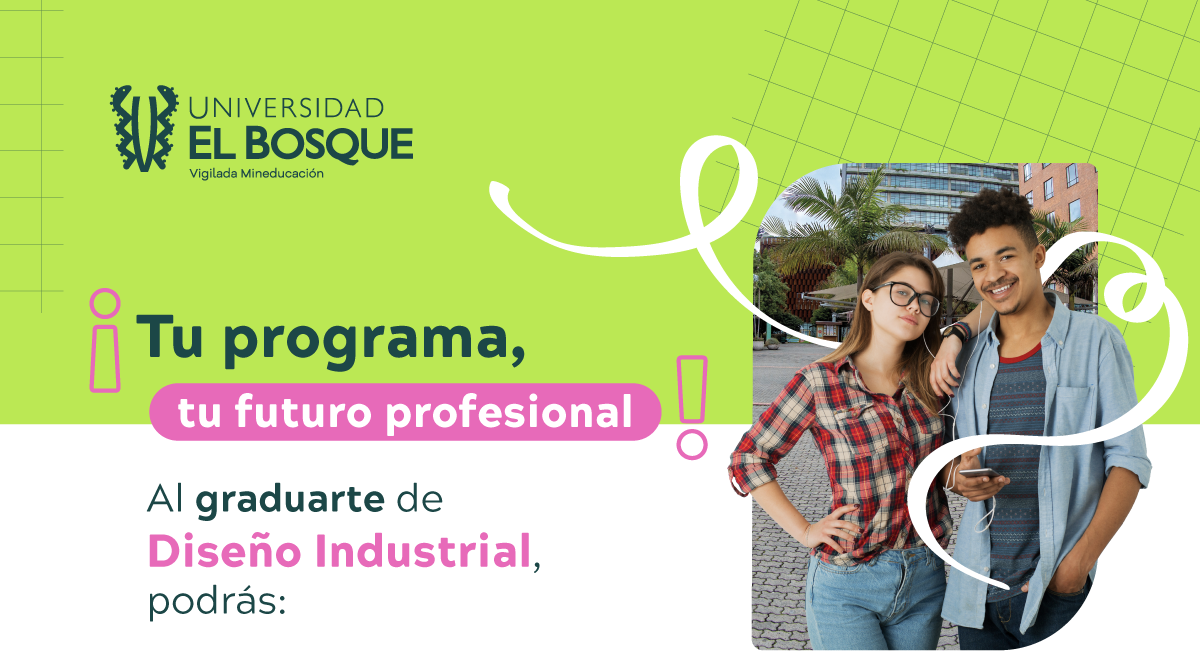 UNIVERSIDAD
EL BOSQUE
Vigilada Mineducación
¡Tu programa,
tu futuro profesional!
Al graduarte de
Diseño Industrial,
podrás: